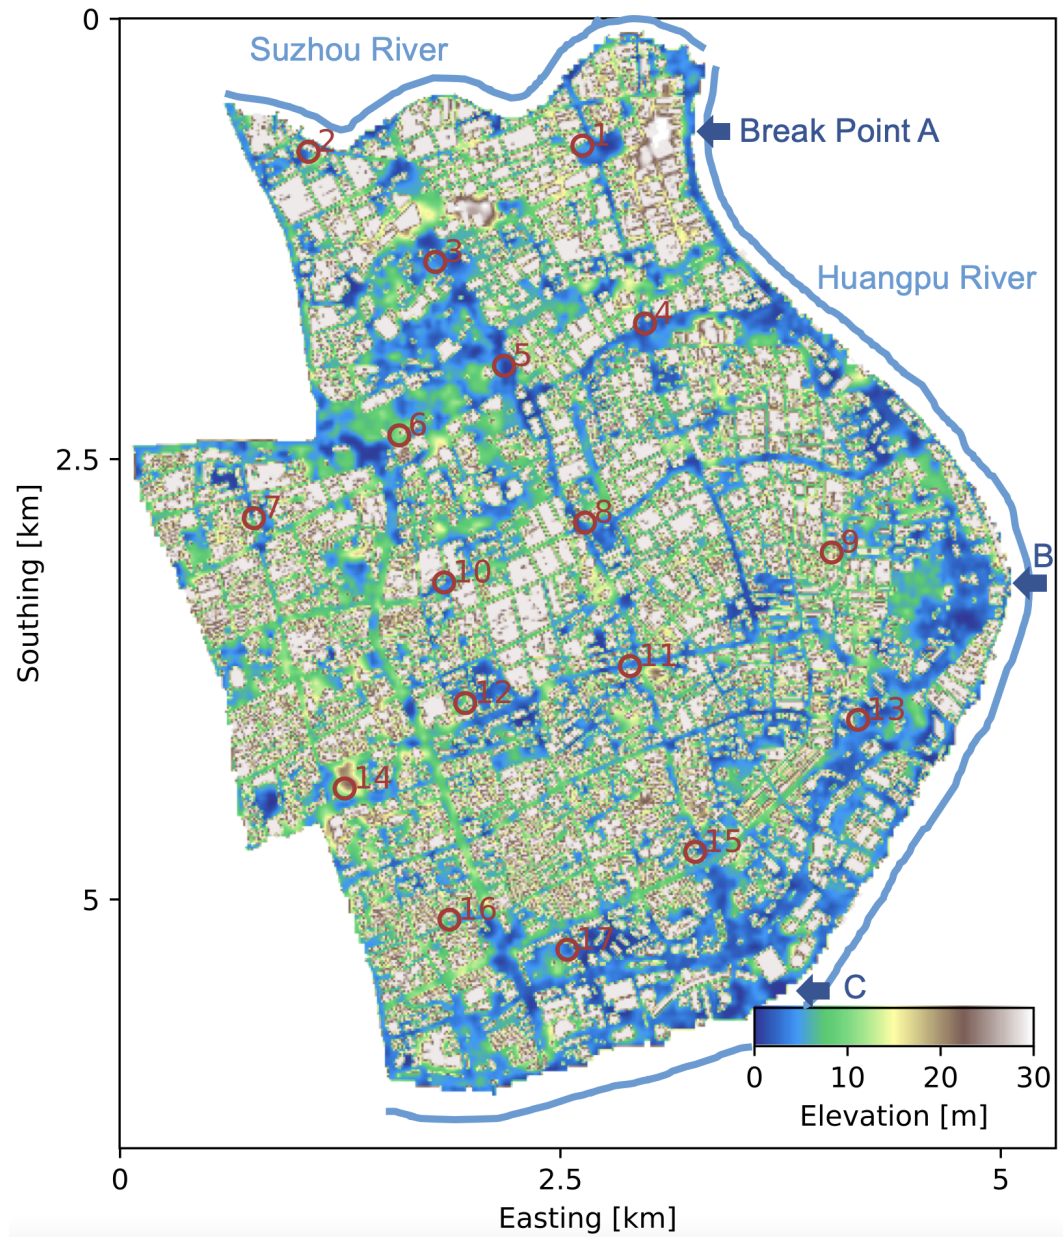 0
Suzhou River
Break Point A
1
2
3
Huangpu River
4
5
6
2.5
7
8
9
B
10
11
12
13
14
15
16
17
5
C
0 10 20 30
Elevation [m]
Southing [km]
0 2.5 5
Easting [km]